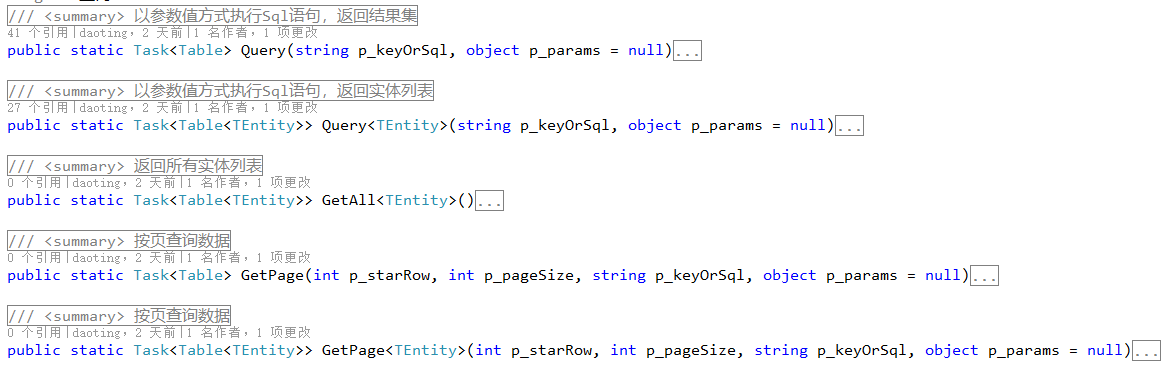 /// <summary> 以参数值方式执行Sql语句，返回结果集
41 个引用|daoting，2 天前|1 名作者，1 项更改
public static Task<Table> Query(string p_keyOrSql, object p_params = null)...
/// <summary> 以参数值方式执行Sql语句，返回实体列表
27 个引用|daoting，2 天前|1 名作者，1 项更改
public static Task<Table<TEntity>> Query<TEntity>(string p_keyOrSql, object p_params = null)...
/// <summary> 返回所有实体列表
0 个引用|daoting，2 天前|1 名作者，1 项更改
public static Task<Table<TEntity>> GetAll<TEntity>()...
/// <summary> 按页查询数据
0 个引用|daoting，2 天前|1 名作者，1 项更改
public static Task<Table> GetPage(int p_starRow, int p_pageSize, string p_keyOrSql, object p_params = null)...
/// <summary> 按页查询数据
0 个引用|daoting，2 天前|1 名作者，1 项更改
public static Task<Table<TEntity>> GetPage<TEntity>(int p_starRow, int p_pageSize, string p_keyOrSql, object p_params = null)...